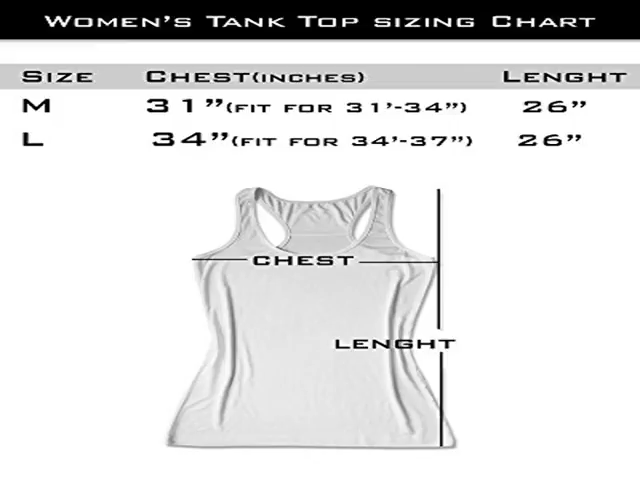 Women's Tank Top sizing Chart
Size Chest(inches) Lenght
M 31"(fit for 31'-34") 26"
L 34"(fit for 34'-37") 26"
Chest
Lenght